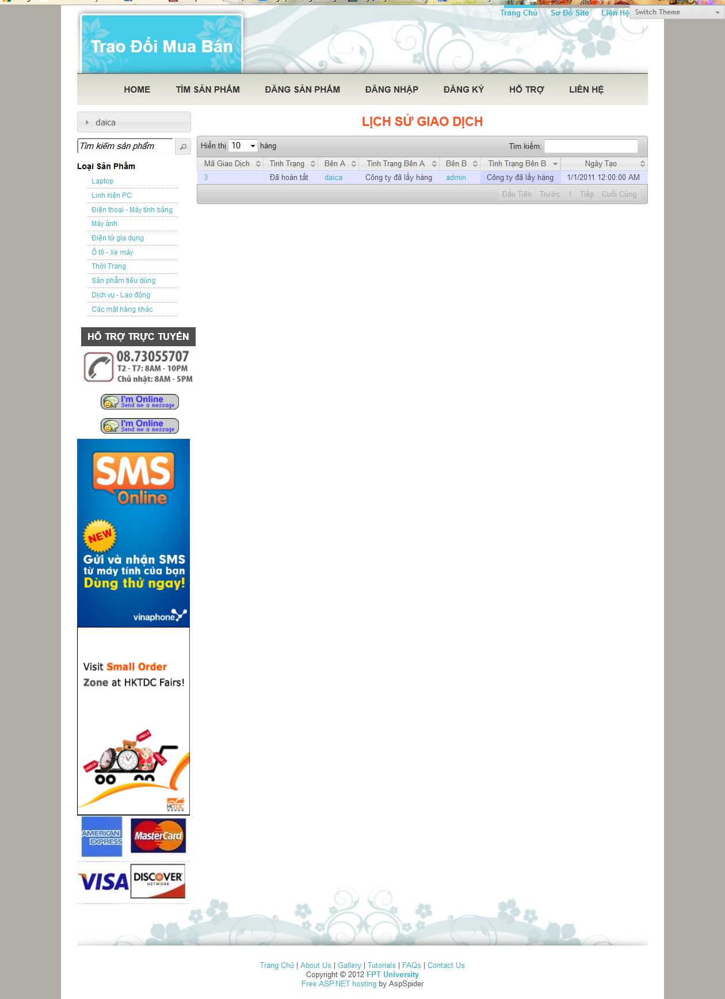 Trang Chủ Sơ Đồ Site Liên Hệ Switch Theme
Trao Đổi Mua Bán
HOME TÌM SẢN PHẨM ĐĂNG SẢN PHẨM ĐĂNG NHẬP ĐĂNG KÝ HỖ TRỢ LIÊN HỆ
daica
LỊCH SỬ GIAO DỊCH
Tìm kiếm sản phẩm
Hiển thị 10 hàng Tìm kiếm:
Mã Giao Dịch Tình Trạng Bên A Tình Trạng Bên A Bên B Tình Trạng Bên B Ngày Tạo
3 Đã hoàn tất daica Công ty đã lấy hàng admin Công ty đã lấy hàng 1/1/2011 12:00:00 AM
Đầu Tiên Trước 1 Tiếp Cuối Cùng
Loại Sản Phẩm
Laptop
Linh kiện PC
Điện thoại - Máy tính bảng
Máy ảnh
Điện tử gia dụng
Ô tô - Xe máy
Thời Trang
Sản phẩm tiêu dùng
Dịch vụ - Lao động
Các mặt hàng khác
HỖ TRỢ TRỰC TUYẾN
08.73055707
T2 - T7: 8AM - 10PM
Chủ nhật: 8AM - 5PM
I'm Online
Send me a message
I'm Online
Send me a message
SMS
Online
NEW
Gửi và nhận SMS
từ máy tính của bạn
Dùng thử ngay!
vinaphone
Visit Small Order
Zone at HKTDC Fairs!
HKTDC
AMERICAN
EXPRESS
MasterCard
VISA
DISCOVER
NETWORK
Trang Chủ | About Us | Gallery | Tutorials | FAQs | Contact Us
Copyright © 2012 FPT University
Free ASP.NET hosting by AspSpider